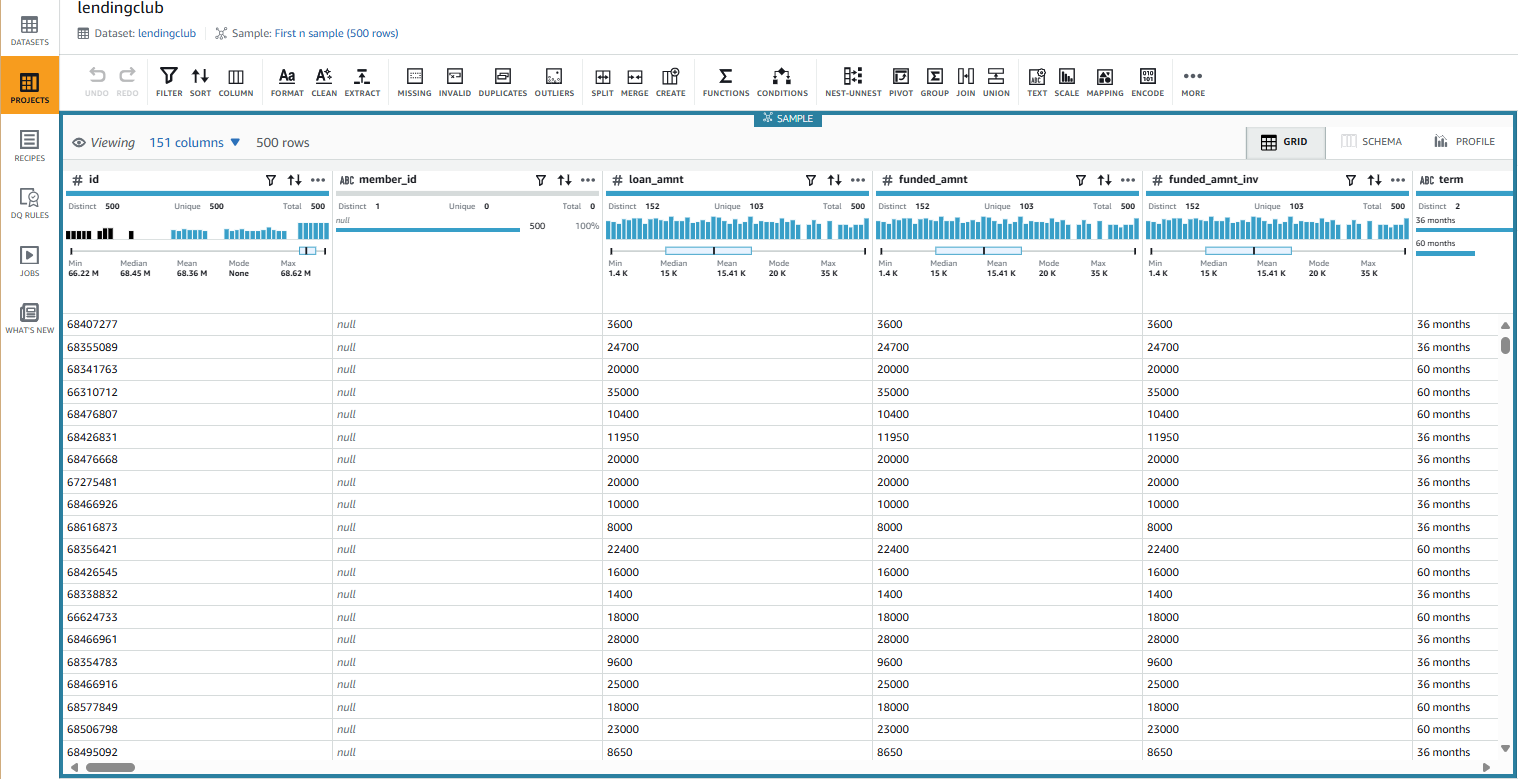 lendingclub
Dataset: lendingclub Sample: First n sample (500 rows)
DATASETS
PROJECTS
RECIPES
DQ RULES
JOBS
WHAT'S NEW
UNDO REDO FILTER SORT COLUMN FORMAT CLEAN EXTRACT MISSING INVALID DUPLICATES OUTLIERS SPLIT MERGE CREATE FUNCTIONS CONDITIONS NEST-UNNEST PIVOT GROUP JOIN UNION TEXT SCALE MAPPING ENCODE MORE
SAMPLE
Viewing 151 columns 500 rows GRID SCHEMA PROFILE
# id ABC member_id # loan_amnt # funded_amnt # funded_amnt_inv ABC term
Distinct 500 Unique 500 Total 500 Distinct 1 Unique 0 Total 0 Distinct 152 Unique 103 Total 500 Distinct 152 Unique 103 Total 500 Distinct 152 Unique 103 Total 500 Distinct 2
null 500 100% 36 months
60 months
Min Median Mean Mode Max Min Median Mean Mode Max Min Median Mean Mode Max Min Median Mean Mode Max
66.22 M 68.45 M 68.36 M None 68.62 M 1.4 K 15 K 15.41 K 20 K 35 K 1.4 K 15 K 15.41 K 20 K 35 K 1.4 K 15 K 15.41 K 20 K 35 K
68407277 null 3600 3600 3600 36 months
68355089 null 24700 24700 24700 36 months
68341763 null 20000 20000 20000 60 months
66310712 null 35000 35000 35000 60 months
68476807 null 10400 10400 10400 60 months
68426831 null 11950 11950 11950 36 months
68476668 null 20000 20000 20000 36 months
67275481 null 20000 20000 20000 36 months
68466926 null 10000 10000 10000 36 months
68616873 null 8000 8000 8000 36 months
68356421 null 22400 22400 22400 60 months
68426545 null 16000 16000 16000 60 months
68338832 null 1400 1400 1400 36 months
66624733 null 18000 18000 18000 60 months
68466961 null 28000 28000 28000 36 months
68354783 null 9600 9600 9600 36 months
68466916 null 25000 25000 25000 36 months
68577849 null 18000 18000 18000 60 months
68506798 null 23000 23000 23000 60 months
68495092 null 8650 8650 8650 36 months